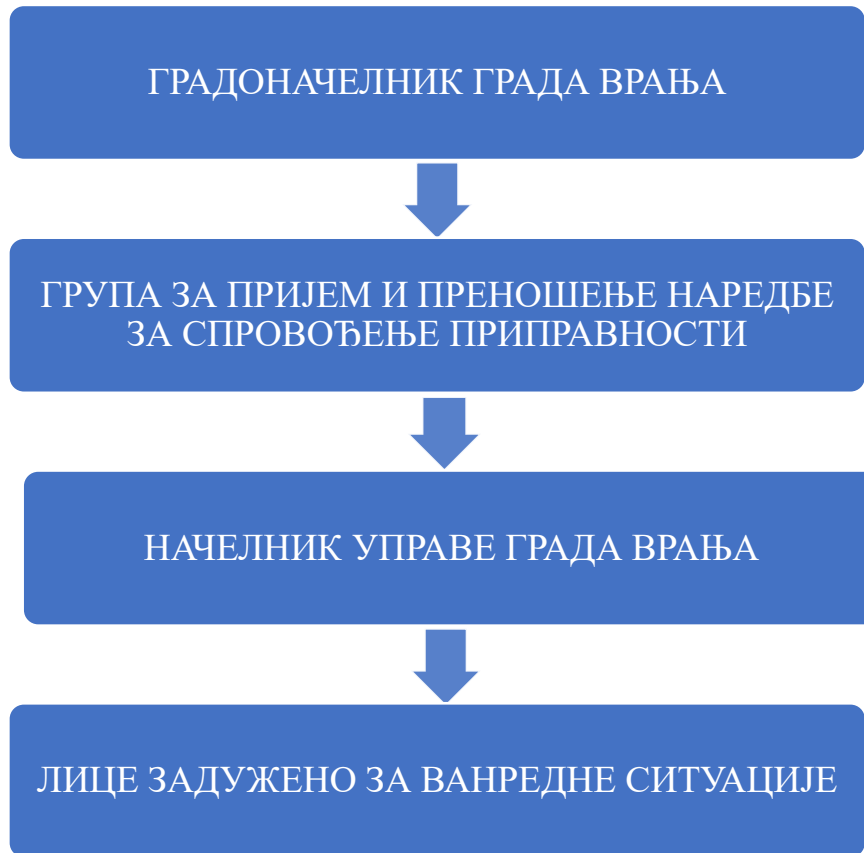 ГРАДОНАЧЕЛНИК ГРАДА ВРАЊА
ГРУПА ЗА ПРИЈЕМ И ПРЕНОШЕЊЕ НАРЕДБЕ
ЗА СПРОВОЂЕЊЕ ПРИПРАВНОСТИ
НАЧЕЛНИК УПРАВЕ ГРАДА ВРАЊА
ЛИЦЕ ЗАДУЖЕНО ЗА ВАНРЕДНЕ СИТУАЦИЈЕ